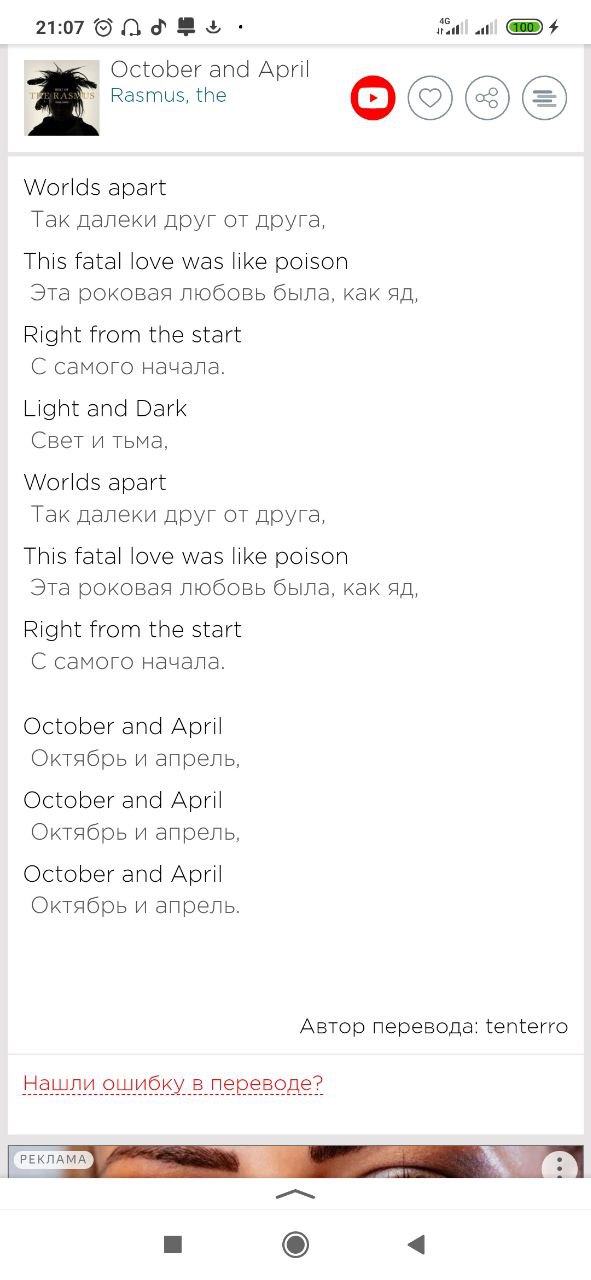 21:07
4G
100
October and April
Rasmus, the
BEST OF
THE RASMUS
Worlds apart
Так далеки друг от друга,
This fatal love was like poison
Эта роковая любовь была, как яд,
Right from the start
С самого начала.
Light and Dark
Свет и тьма,
Worlds apart
Так далеки друг от друга,
This fatal love was like poison
Эта роковая любовь была, как яд,
Right from the start
С самого начала.
October and April
Октябрь и апрель,
October and April
Октябрь и апрель,
October and April
Октябрь и апрель.
Автор перевода: tenterro
Нашли ошибку в переводе?
РЕКЛАМА